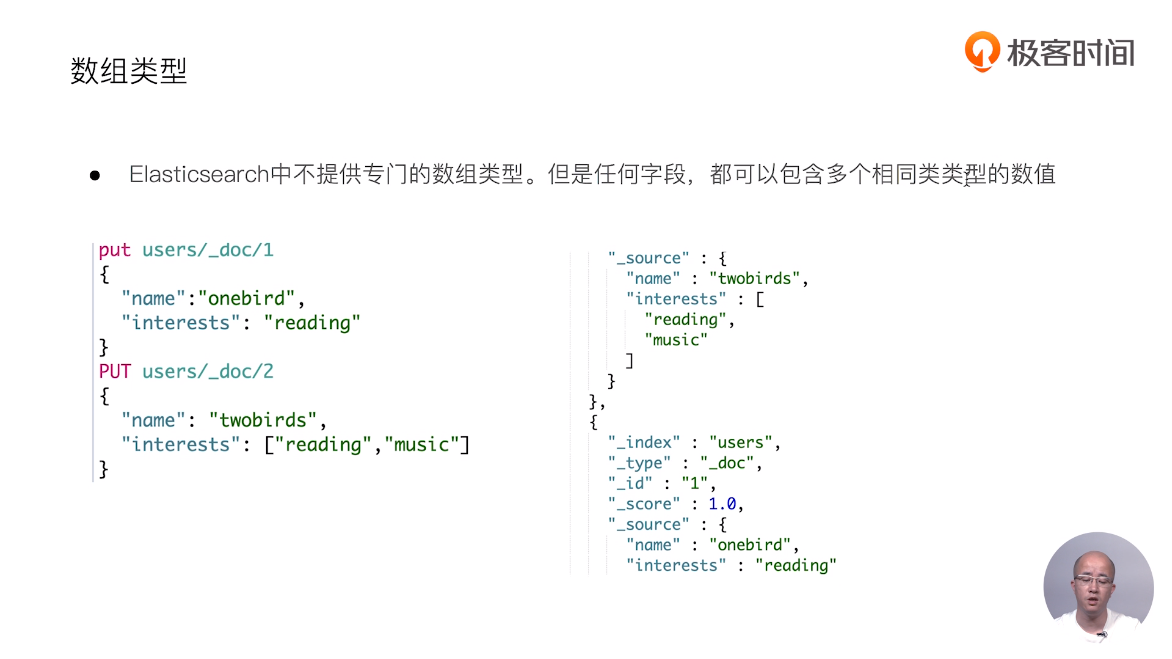 极客时间
数组类型
● Elasticsearch中不提供专门的数组类型。但是任何字段，都可以包含多个相同类类型的数值
put users/_doc/1
{
  "name":"onebird",
  "interests": "reading"
}
PUT users/_doc/2
{
  "name": "twobirds",
  "interests": ["reading","music"]
}
"_source" : {
  "name" : "twobirds",
  "interests" : [
    "reading",
    "music"
  ]
}
},
{
"_index" : "users",
"_type" : "_doc",
"_id" : "1",
"_score" : 1.0,
"_source" : {
  "name" : "onebird",
  "interests" : "reading"